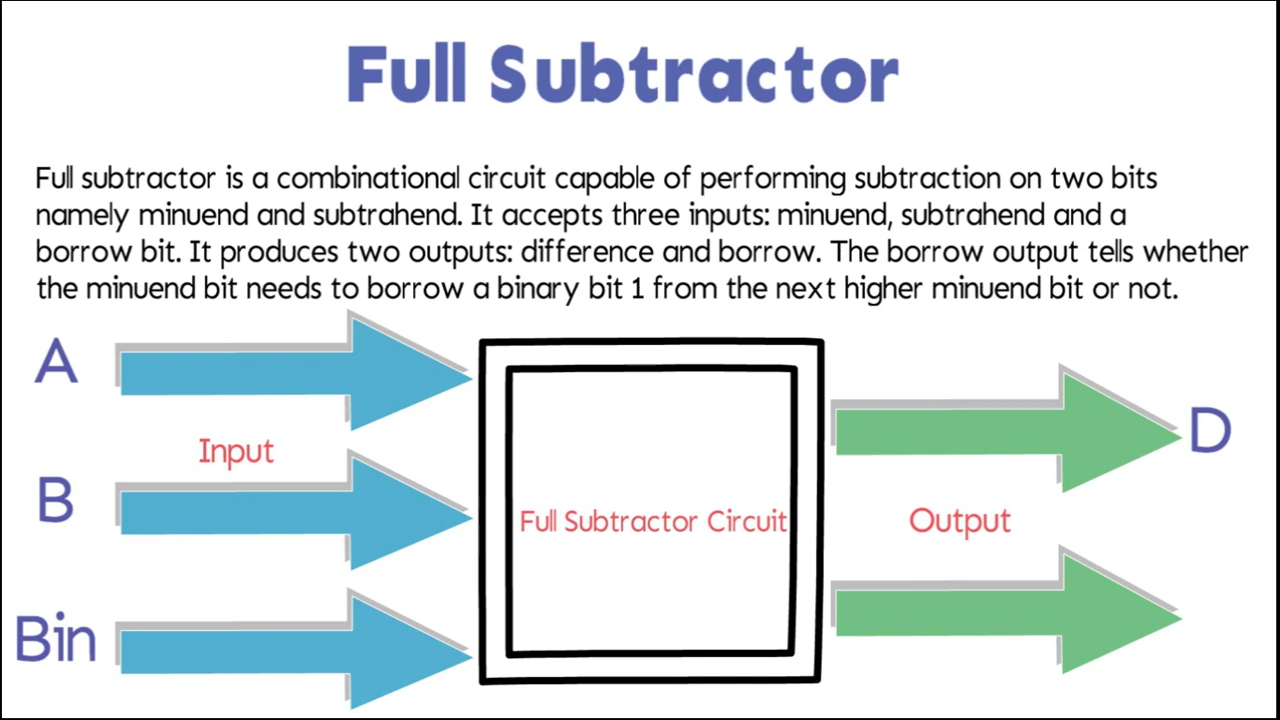 Full Subtractor
Full subtractor is a combinational circuit capable of performing subtraction on two bits
namely minuend and subtrahend. It accepts three inputs: minuend, subtrahend and a
borrow bit. It produces two outputs: difference and borrow. The borrow output tells whether
the minuend bit needs to borrow a binary bit 1 from the next higher minuend bit or not.
A
D
Input
B
Full Subtractor Circuit
Output
Bin